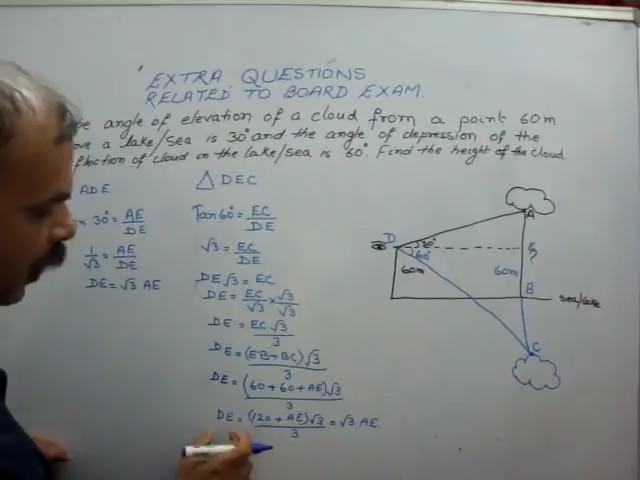 EXTRA QUESTIONS
RELATED TO BOARD EXAM.
angle of elevation of a cloud from a point 60m
a lake/sea is 30° and the angle of depression of the
of cloud in the lake/sea is 60°. Find the height of the cloud
ADE
30° = AE/DE
1/√3 = AE/DE
DE = √3 AE
△ DEC
Tan 60° = EC/DE
√3 = EC/DE
DE√3 = EC
DE = EC/√3 × √3/√3
DE = EC√3/3
DE = (EB+BC)√3/3
DE = (60+60+AE)√3/3
DE = (120+AE)√3/3 = √3 AE
A
D
30°
E
60°
?
60m
60m
B
sea/lake
C